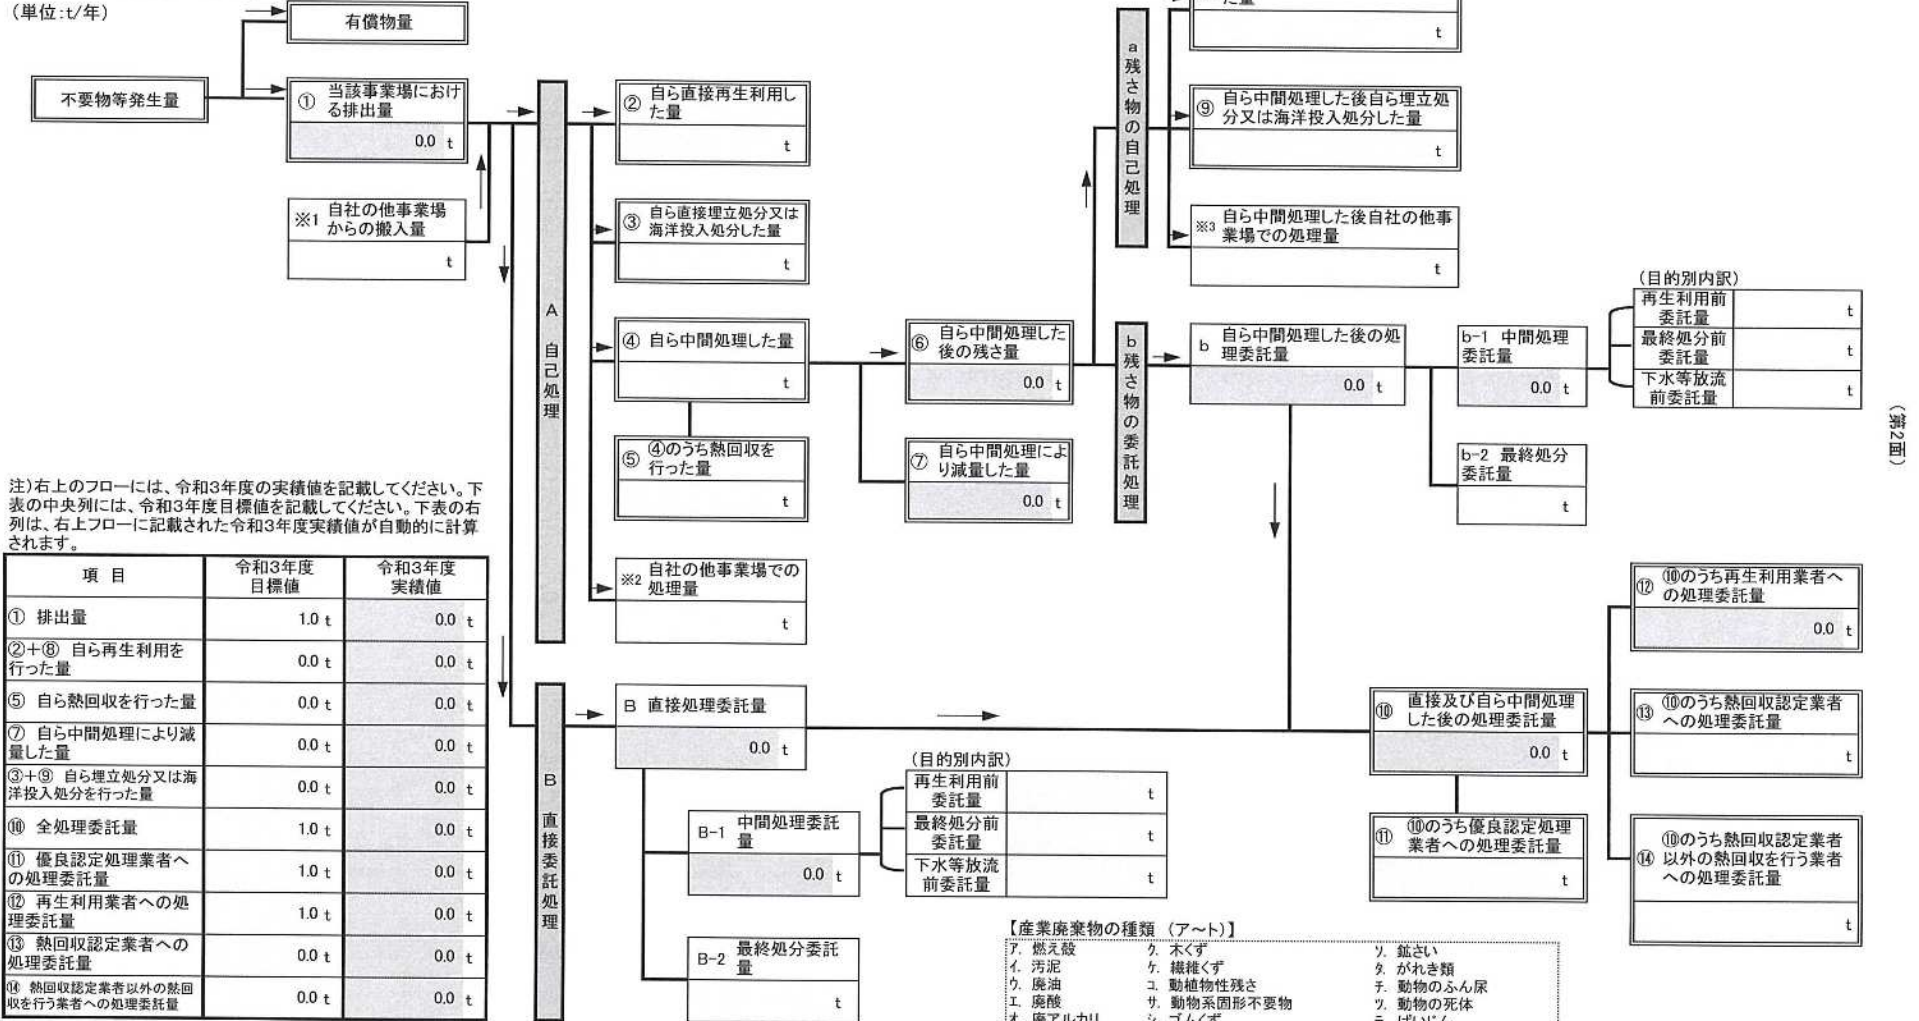 (単位:t/年)
有償物量
不要物等発生量
① 当該事業場におけ
る排出量
0.0 t
※1 自社の他事業場
からの搬入量
t
A 自己処理
② 自ら直接再生利用し
た量
t
③ 自ら直接埋立処分又は
海洋投入処分した量
t
④ 自ら中間処理した量
t
⑤ ④のうち熱回収を
行った量
t
※2 自社の他事業場での
処理量
t
⑥ 自ら中間処理した
後の残さ量
0.0 t
⑦ 自ら中間処理によ
り減量した量
0.0 t
a 残さ物の自己処理
た量
t
⑨ 自ら中間処理した後自ら埋立処
分又は海洋投入処分した量
t
※3 自ら中間処理した後自社の他事
業場での処理量
t
b 残さ物の委託処理
b 自ら中間処理した後の処
理委託量
0.0 t
b-1 中間処理
委託量
0.0 t
(目的別内訳)
再生利用前
委託量 t
最終処分前
委託量 t
下水等放流
前委託量 t
b-2 最終処分
委託量
t
(第2面)
注)右上のフローには、令和3年度の実績値を記載してください。下
表の中央列には、令和3年度目標値を記載してください。下表の右
列は、右上フローに記載された令和3年度実績値が自動的に計算
されます。
項 目 令和3年度 目標値 令和3年度 実績値
① 排出量 1.0 t 0.0 t
②+⑧ 自ら再生利用を
行った量 0.0 t 0.0 t
⑤ 自ら熱回収を行った量 0.0 t 0.0 t
⑦ 自ら中間処理により減
量した量 0.0 t 0.0 t
③+⑨ 自ら埋立処分又は海
洋投入処分を行った量 0.0 t 0.0 t
⑩ 全処理委託量 1.0 t 0.0 t
⑪ 優良認定処理業者へ
の処理委託量 1.0 t 0.0 t
⑫ 再生利用業者への処
理委託量 1.0 t 0.0 t
⑬ 熱回収認定業者への
処理委託量 0.0 t 0.0 t
⑭ 熱回収認定業者以外の熱回
収を行う業者への処理委託量 0.0 t 0.0 t
B 直接委託処理
B 直接処理委託量
0.0 t
B-1 中間処理委託
量
0.0 t
(目的別内訳)
再生利用前
委託量 t
最終処分前
委託量 t
下水等放流
前委託量 t
B-2 最終処分委託
量
t
⑩ 直接及び自ら中間処理
した後の処理委託量
0.0 t
⑪ ⑩のうち優良認定処理
業者への処理委託量
t
⑫ ⑩のうち再生利用業者へ
の処理委託量
0.0 t
⑬ ⑩のうち熱回収認定業者
への処理委託量
t
⑭ ⑩のうち熱回収認定業者
以外の熱回収を行う業者
への処理委託量
t
【産業廃棄物の種類 (ア~ト)】
ア. 燃え殻 ク. 木くず ソ. 鉱さい
イ. 汚泥 ケ. 繊維くず タ. がれき類
ウ. 廃油 コ. 動植物性残さ チ. 動物のふん尿
エ. 廃酸 サ. 動物系固形不要物 ツ. 動物の死体
オ. 廃アルカリ シ. ゴムくず テ. ばいじん